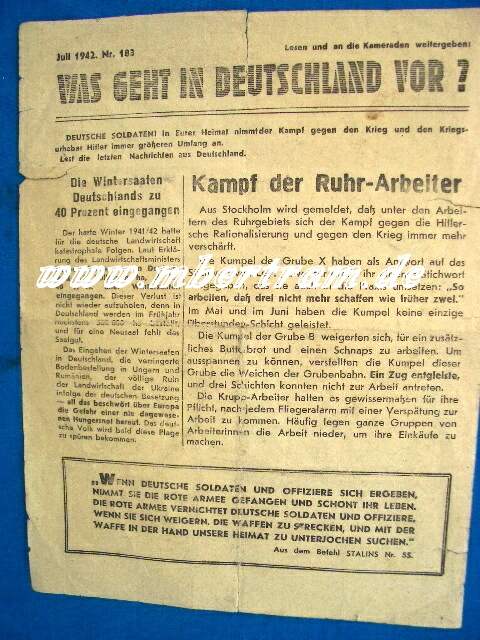 Juli 1942. Nr. 183
Lesen und an die Kameraden weitergeben!
WAS GEHT IN DEUTSCHLAND VOR?
DEUTSCHE SOLDATEN! In Eurer Heimat nimmt der Kampf gegen den Krieg und den Kriegs-
urheber Hitler immer größeren Umfang an.
Lest die letzten Nachrichten aus Deutschland.
Die Wintersaaten
Deutschlands zu
40 Prozent eingegangen
Der harte Winter 1941/42 hatte
für die deutsche Landwirtschaft
katastrophale Folgen. Laut Erklä-
rung des Landwirtschaftsministers
eingegangen. Dieser Verlust ist
nicht wieder aufzuholen, denn in
Deutschland werden im Frühjahr
höchstens
und für eine Neusaat fehlt das
Saatgut.
Das Eingehen der Wintersaaten
in Deutschland, die verringerte
Bodenbestellung in Ungarn und
Rumänien, der völlige Ruin
der Landwirtschaft der Ukraine
infolge der deutschen Besetzung
— all das beschwört über Europa
die Gefahr einer nie dagewese-
nen Hungersnot herauf. Das deut-
sche Volk wird bald diese Plage
zu spüren bekommen.
Kampf der Ruhr-Arbeiter
Aus Stockholm wird gemeldet, daß unter den Arbei-
tern des Ruhrgebiets sich der Kampf gegen die Hitler-
sche Rationalisierung und gegen den Krieg immer mehr
verschärft.
Die Kumpel der Grube X haben als Antwort auf das
arbeiten, daß drei nicht mehr schaffen wie früher zwei."
Im Mai und im Juni haben die Kumpel keine einzige
Überstunden-Schicht geleistet.
Die Kumpel der Grube B weigerten sich, für ein zusätz-
liches Butterbrot und einen Schnaps zu arbeiten. Um
ausspannen zu können, verstellten die Kumpel dieser
Grube die Weichen der Grubenbahn. Ein Zug entgleiste,
und drei Schichten konnten nicht zur Arbeit antreten.
Die Krupp-Arbeiter halten es gewissermaßen für ihre
Pflicht, nach jedem Fliegeralarm mit einer Verspätung zur
Arbeit zu kommen. Häufig legen ganze Gruppen von
Arbeiterinnen die Arbeit nieder, um ihre Einkäufe zu
machen.
www.mbertram.de
„WENN DEUTSCHE SOLDATEN UND OFFIZIERE SICH ERGEBEN,
NIMMT SIE DIE ROTE ARMEE GEFANGEN UND SCHONT IHR LEBEN.
DIE ROTE ARMEE VERNICHTET DEUTSCHE SOLDATEN UND OFFIZIERE,
WENN SIE SICH WEIGERN, DIE WAFFEN ZU STRECKEN, UND MIT DER
WAFFE IN DER HAND UNSERE HEIMAT ZU UNTERJOCHEN SUCHEN."
Aus dem Befehl STALINS Nr. 55.